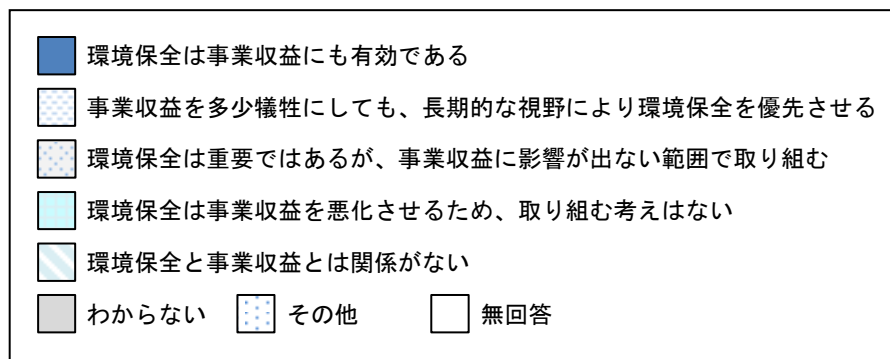 環境保全は事業収益にも有効である
事業収益を多少犠牲にしても、長期的な視野により環境保全を優先させる
環境保全は重要ではあるが、事業収益に影響が出ない範囲で取り組む
環境保全は事業収益を悪化させるため、取り組む考えはない
環境保全と事業収益とは関係がない
わからない その他 無回答